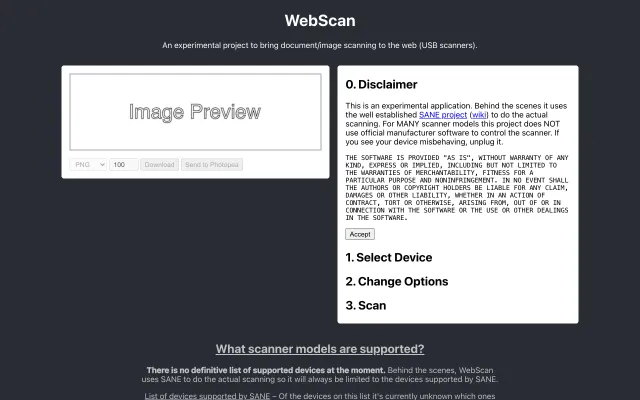 WebScan
An experimental project to bring document/image scanning to the web (USB scanners).
Image Preview
PNG 100 Download Send to Photopea
0. Disclaimer
This is an experimental application. Behind the scenes it uses
the well established SANE project (wiki) to do the actual
scanning. For MANY scanner models this project does NOT
use official manufacturer software to control the scanner. If
you see your device misbehaving, unplug it.
THE SOFTWARE IS PROVIDED "AS IS", WITHOUT WARRANTY OF ANY
KIND, EXPRESS OR IMPLIED, INCLUDING BUT NOT LIMITED TO
THE WARRANTIES OF MERCHANTABILITY, FITNESS FOR A
PARTICULAR PURPOSE AND NONINFRINGEMENT. IN NO EVENT SHALL
THE AUTHORS OR COPYRIGHT HOLDERS BE LIABLE FOR ANY CLAIM,
DAMAGES OR OTHER LIABILITY, WHETHER IN AN ACTION OF
CONTRACT, TORT OR OTHERWISE, ARISING FROM, OUT OF OR IN
CONNECTION WITH THE SOFTWARE OR THE USE OR OTHER DEALINGS
IN THE SOFTWARE.
Accept
1. Select Device
2. Change Options
3. Scan
What scanner models are supported?
There is no definitive list of supported devices at the moment. Behind the scenes, WebScan
uses SANE to do the actual scanning so it will always be limited to the devices supported by SANE.
List of devices supported by SANE – Of the devices on this list it's currently unknown which ones